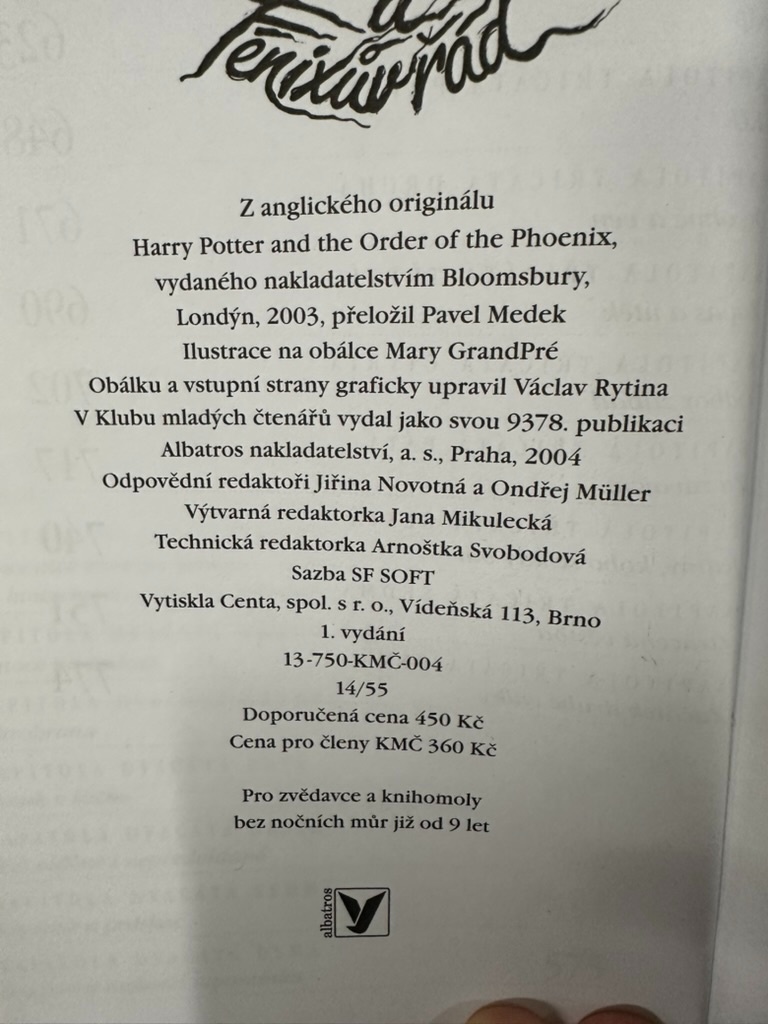 a
Fénixův řád
Z anglického originálu
Harry Potter and the Order of the Phoenix,
vydaného nakladatelstvím Bloomsbury,
Londýn, 2003, přeložil Pavel Medek
Ilustrace na obálce Mary GrandPré
Obálku a vstupní strany graficky upravil Václav Rytina
V Klubu mladých čtenářů vydal jako svou 9378. publikaci
Albatros nakladatelství, a. s., Praha, 2004
Odpovědní redaktoři Jiřina Novotná a Ondřej Müller
Výtvarná redaktorka Jana Mikulecká
Technická redaktorka Arnoštka Svobodová
Sazba SF SOFT
Vytiskla Centa, spol. s r. o., Vídeňská 113, Brno
1. vydání
13-750-KMČ-004
14/55
Doporučená cena 450 Kč
Cena pro členy KMČ 360 Kč
Pro zvědavce a knihomoly
bez nočních můr již od 9 let
albatros